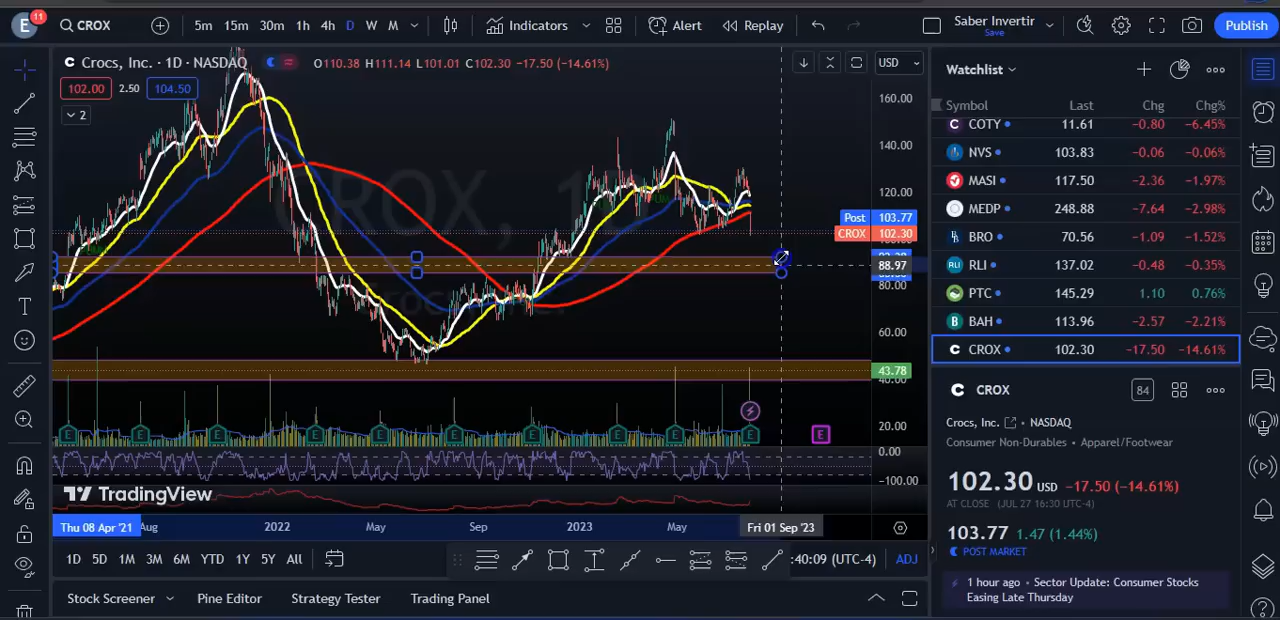 E 11 CROX 5m 15m 30m 1h 4h D W M Indicators Alert Replay Saber Invertir Save Publish
Crocs, Inc. · 1D · NASDAQ O110.38 H111.14 L101.01 C102.30 −17.50 (−14.61%) USD
102.00 2.50 104.50
2
CROX, 1D
160.00
140.00
120.00
Post 103.77
CROX 102.30
88.97
80.00
60.00
43.78
40.00
20.00
0.00
-100.00
E E E E E E E E E E E
TradingView
Thu 08 Apr '21 Aug 2022 May Sep 2023 May Fri 01 Sep '23
1D 5D 1M 3M 6M YTD 1Y 5Y All :40:09 (UTC-4) ADJ
Stock Screener Pine Editor Strategy Tester Trading Panel
Watchlist
Symbol Last Chg Chg%
COTY 11.61 −0.80 −6.45%
NVS 103.83 −0.06 −0.06%
MASI 117.50 −2.36 −1.97%
MEDP 248.88 −7.64 −2.98%
BRO 70.56 −1.09 −1.52%
RLI 137.02 −0.48 −0.35%
PTC 145.29 1.10 0.76%
BAH 113.96 −2.57 −2.21%
CROX 102.30 −17.50 −14.61%
CROX 84
Crocs, Inc. • NASDAQ
Consumer Non-Durables • Apparel/Footwear
102.30 USD −17.50 (−14.61%)
AT CLOSE (JUL 27 16:30 UTC-4)
103.77 1.47 (1.44%)
POST MARKET
1 hour ago • Sector Update: Consumer Stocks
Easing Late Thursday